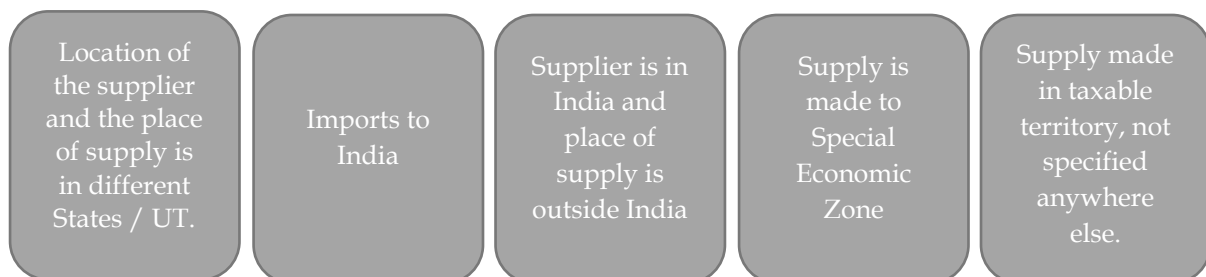 Location of
the supplier
and the place
of supply is
in different
States / UT.
Imports to
India
Supplier is in
India and
place of
supply is
outside India
Supply is
made to
Special
Economic
Zone
Supply made
in taxable
territory, not
specified
anywhere
else.